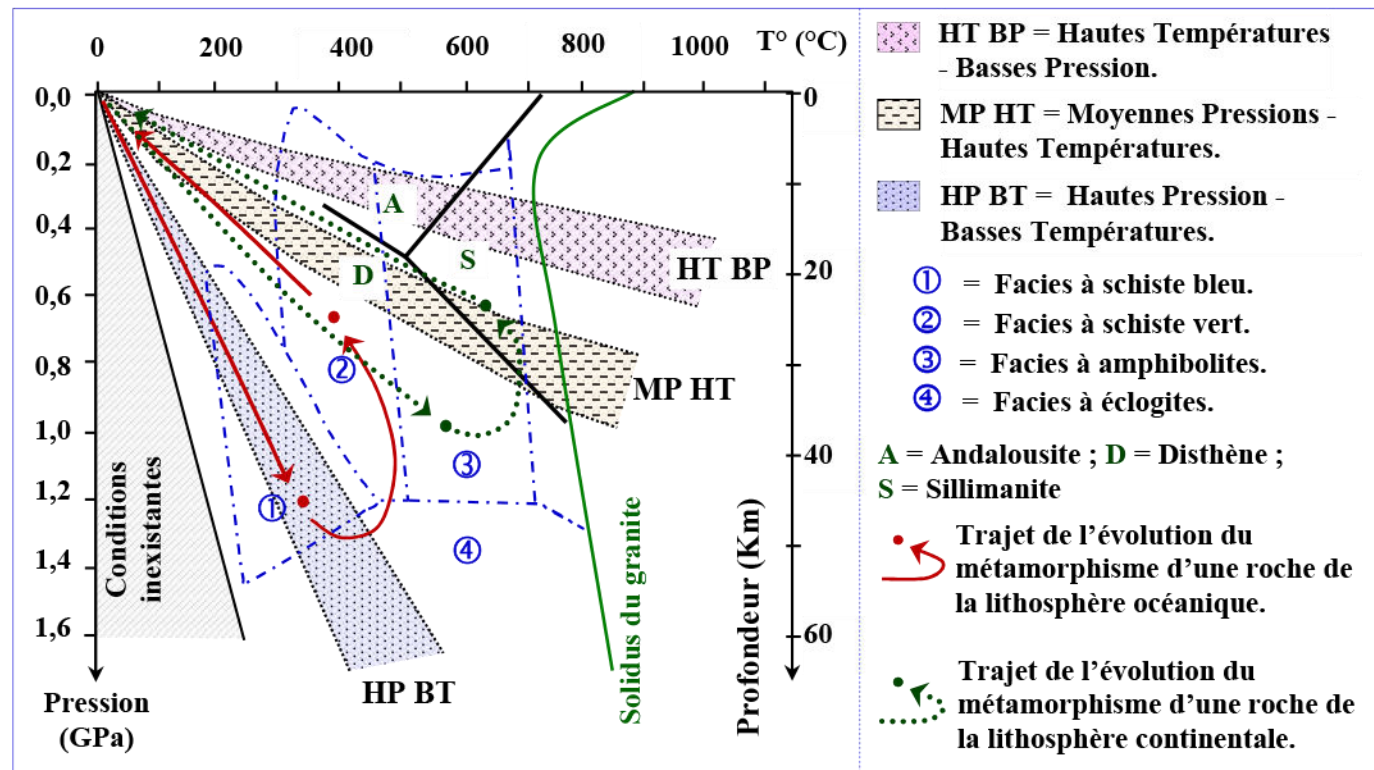 0 200 400 600 800 1000 T° (°C)
0,0
0,2
0,4
0,6
0,8
1,0
1,2
1,4
1,6
Pression
(GPa)
Conditions
inexistantes
A
S
D
①
②
③
④
HT BP
MP HT
HP BT
Solidus du granite
0
20
40
60
Profondeur (Km)
HT BP = Hautes Températures
- Basses Pression.
MP HT = Moyennes Pressions -
Hautes Températures.
HP BT = Hautes Pression -
Basses Températures.
① = Facies à schiste bleu.
② = Facies à schiste vert.
③ = Facies à amphibolites.
④ = Facies à éclogites.
A = Andalousite ; D = Disthène ;
S = Sillimanite
Trajet de l’évolution du
métamorphisme d’une roche de
la lithosphère océanique.
Trajet de l’évolution du
métamorphisme d’une roche de
la lithosphère continentale.